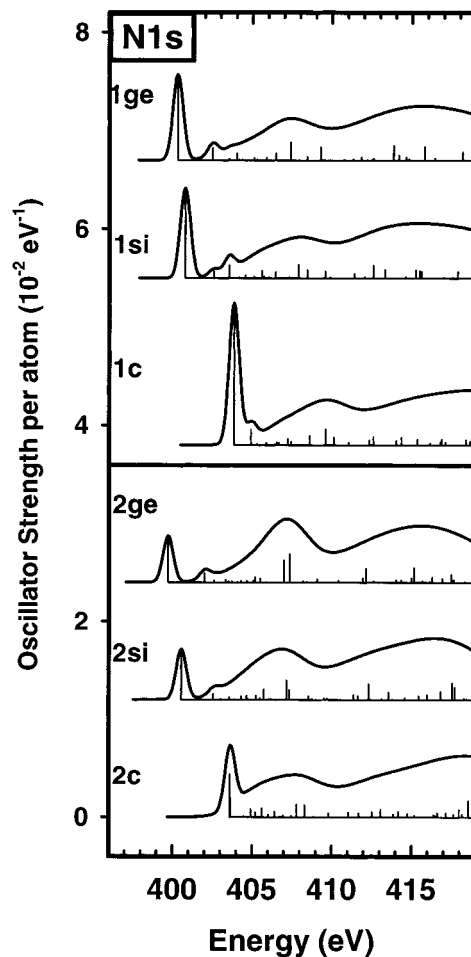 N1s
8
1ge
6
1si
1c
4
2ge
2
2si
2c
0
400 405 410 415
Energy (eV)
Oscillator Strength per atom (10⁻² eV⁻¹)